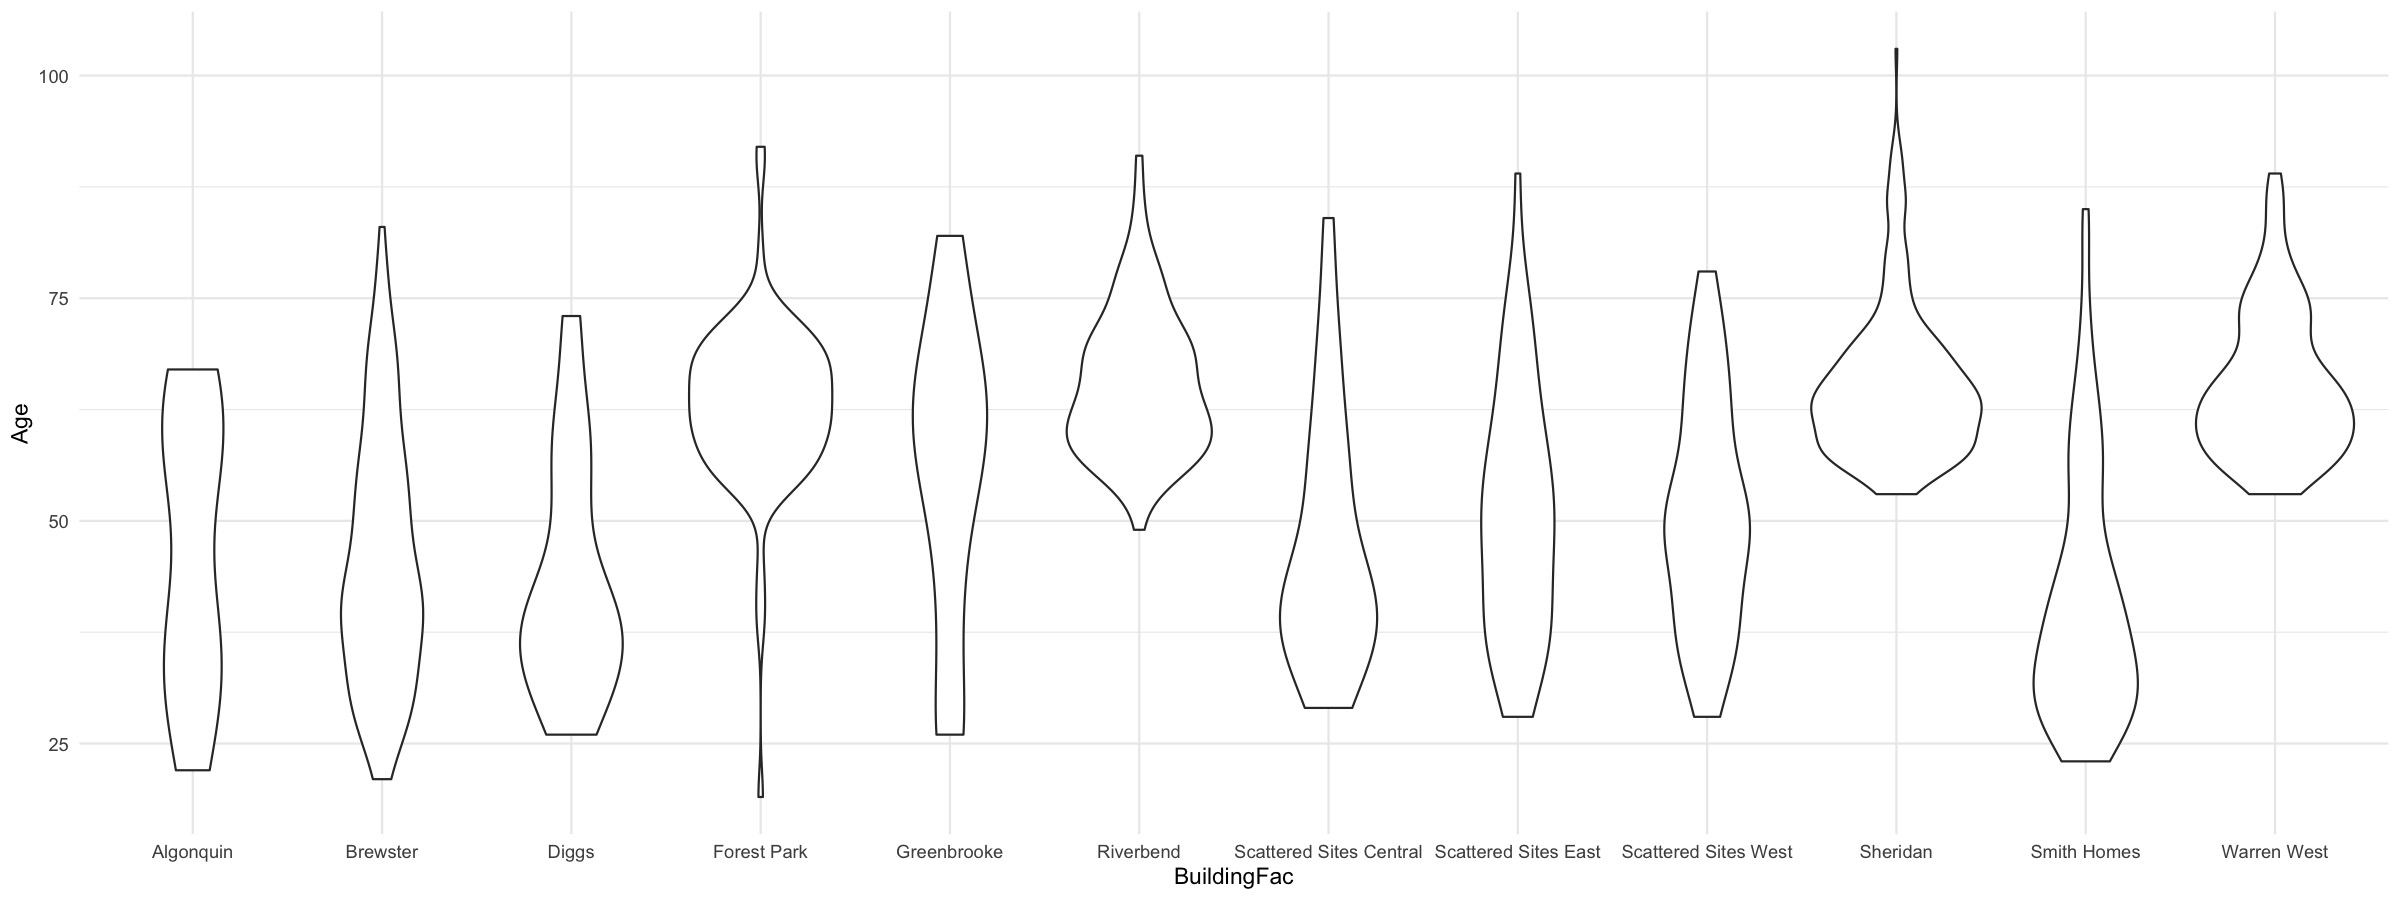 100
75
50
25
Age
Algonquin Brewster Diggs Forest Park Greenbrooke Riverbend Scattered Sites Central Scattered Sites East Scattered Sites West Sheridan Smith Homes Warren West
BuildingFac